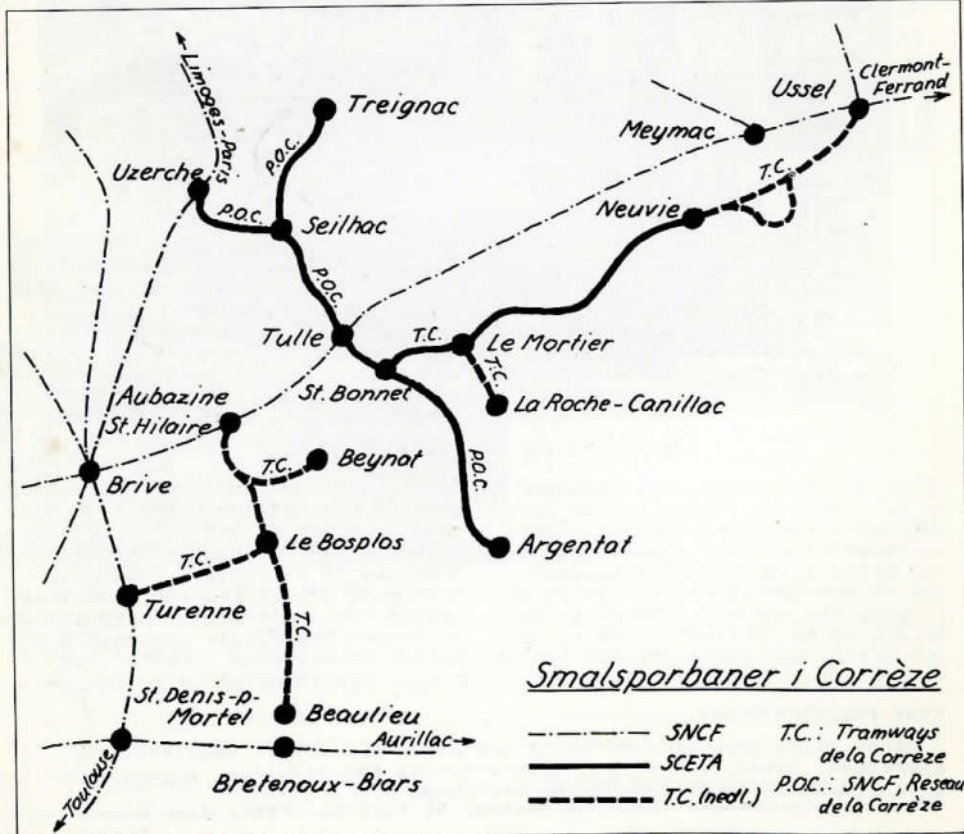 Limoges-Paris
Treignac
Ussel
Clermont-
Ferrand
Meymac
Uzerche
P.O.C.
P.O.C.
Seilhac
T.C.
Neuvie
P.O.C.
Tulle
T.C.
Le Mortier
St. Bonnet
T.C.
La Roche-Canillac
Aubazine
St. Hilaire
T.C.
Beynat
P.O.C.
Brive
Le Bosplos
Argentat
T.C.
Turenne
T.C.
St. Denis-p-
Mortel
Beaulieu
Aurillac
Toulouse
Bretenoux-Biars
Smalsporbaner i Corrèze
SNCF
SCETA
T.C. (nedl.)
T.C.: Tramways
de la Corrèze
P.O.C.: SNCF, Reseau
de la Corrèze